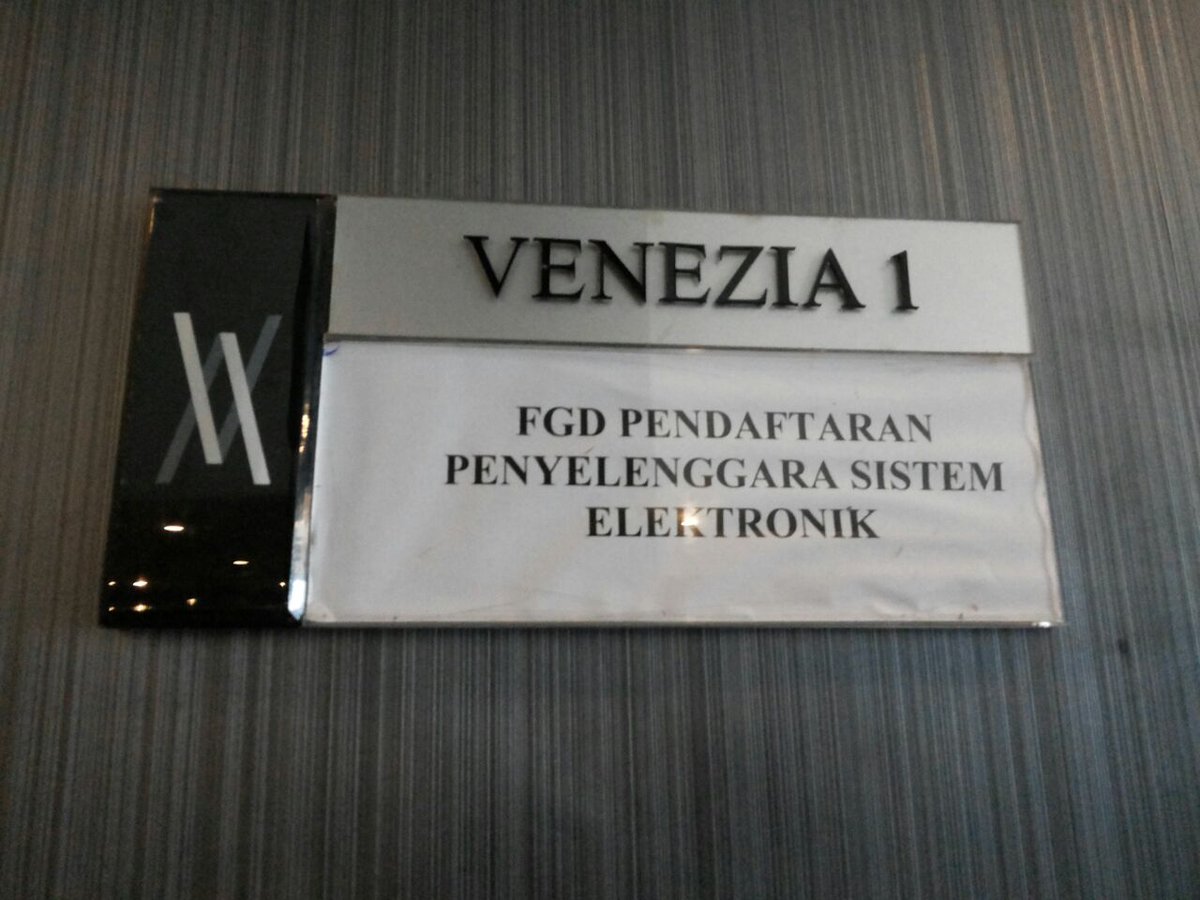 VENEZIA 1
FGD PENDAFTARAN
PENYELENGGARA SISTEM
ELEKTRONIK